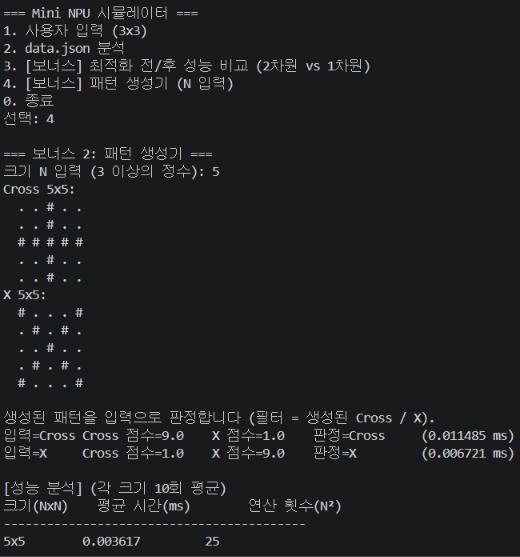 === Mini NPU 시뮬레이터 ===
1. 사용자 입력 (3x3)
2. data.json 분석
3. [보너스] 최적화 전/후 성능 비교 (2차원 vs 1차원)
4. [보너스] 패턴 생성기 (N 입력)
0. 종료
선택: 4

=== 보너스 2: 패턴 생성기 ===
크기 N 입력 (3 이상의 정수): 5
Cross 5x5:
  . . # . .
  . . # . .
  # # # # #
  . . # . .
  . . # . .
X 5x5:
  # . . . #
  . # . # .
  . . # . .
  . # . # .
  # . . . #

생성된 패턴을 입력으로 판정합니다 (필터 = 생성된 Cross / X).
입력=Cross Cross 점수=9.0   X 점수=1.0   판정=Cross   (0.011485 ms)
입력=X     Cross 점수=1.0   X 점수=9.0   판정=X       (0.006721 ms)

[성능 분석] (각 크기 10회 평균)
크기(NxN)   평균 시간(ms)       연산 횟수(N²)
----------------------------------------
5x5       0.003617        25